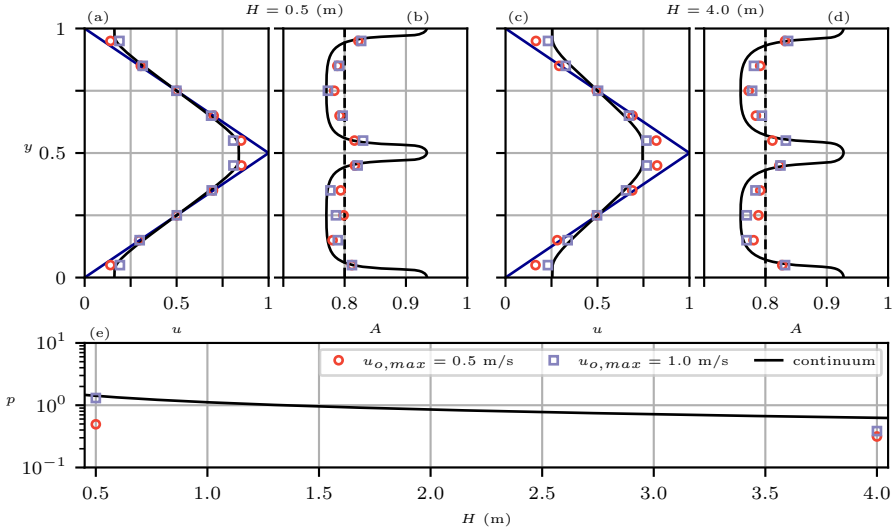 H = 0.5 (m)
H = 4.0 (m)
(a)
(b)
(c)
(d)
1
0.5
0
y
0
0.5
1
0.8
0.9
1
0
0.5
1
0.8
0.9
1
u
A
u
A
(e)
10^1
10^0
10^−1
p
u_{o,max} = 0.5 m/s
u_{o,max} = 1.0 m/s
continuum
0.5
1.0
1.5
2.0
2.5
3.0
3.5
4.0
H (m)